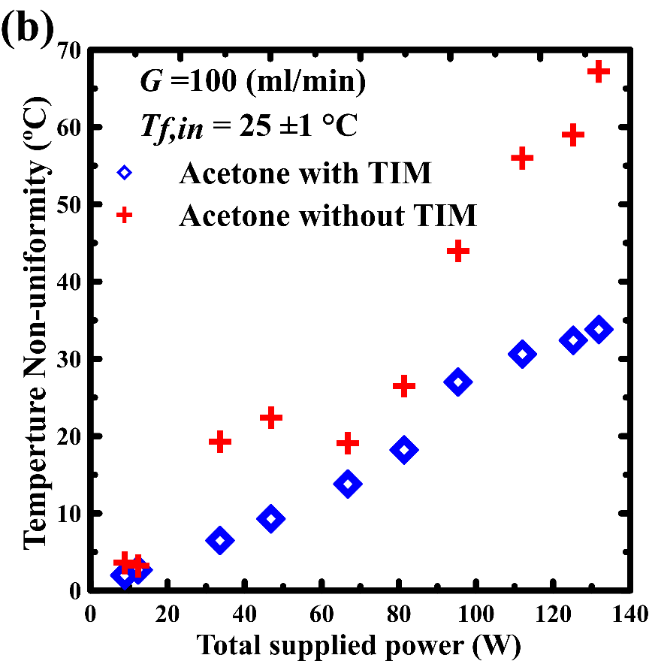 (b)
G =100 (ml/min)
Tf,in = 25 ±1 °C
Acetone with TIM
Acetone without TIM
Temperture Non-uniformity (ºC)
70
60
50
40
30
20
10
0
0 20 40 60 80 100 120 140
Total supplied power (W)